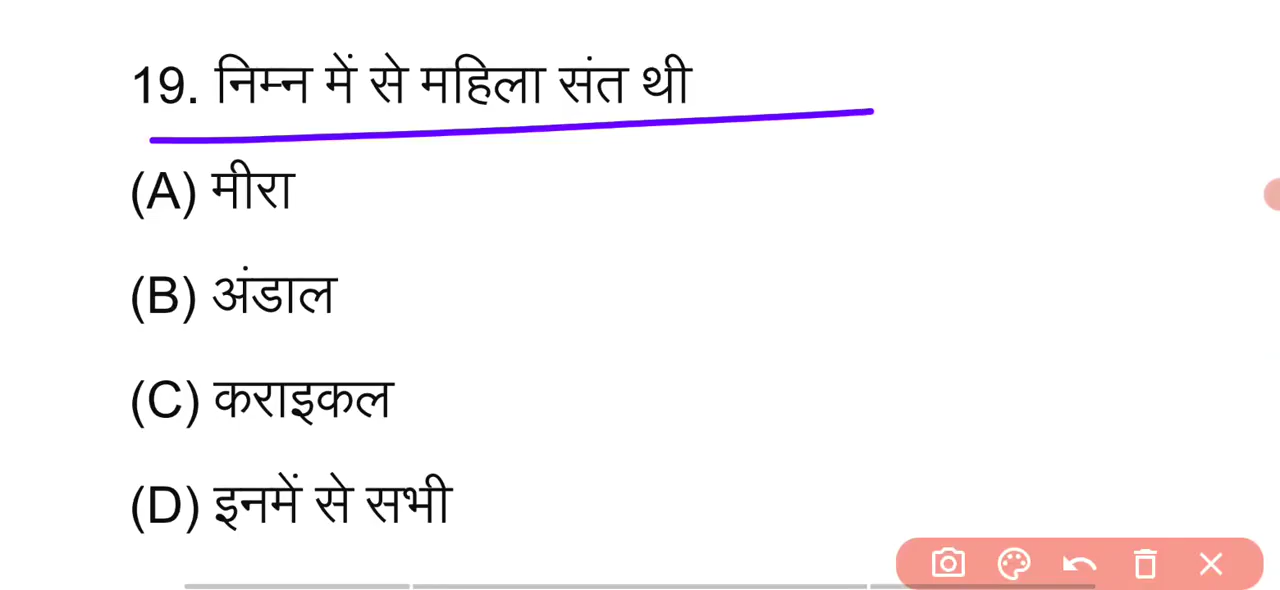 19. निम्न में से महिला संत थी
(A) मीरा
(B) अंडाल
(C) कराइकल
(D) इनमें से सभी